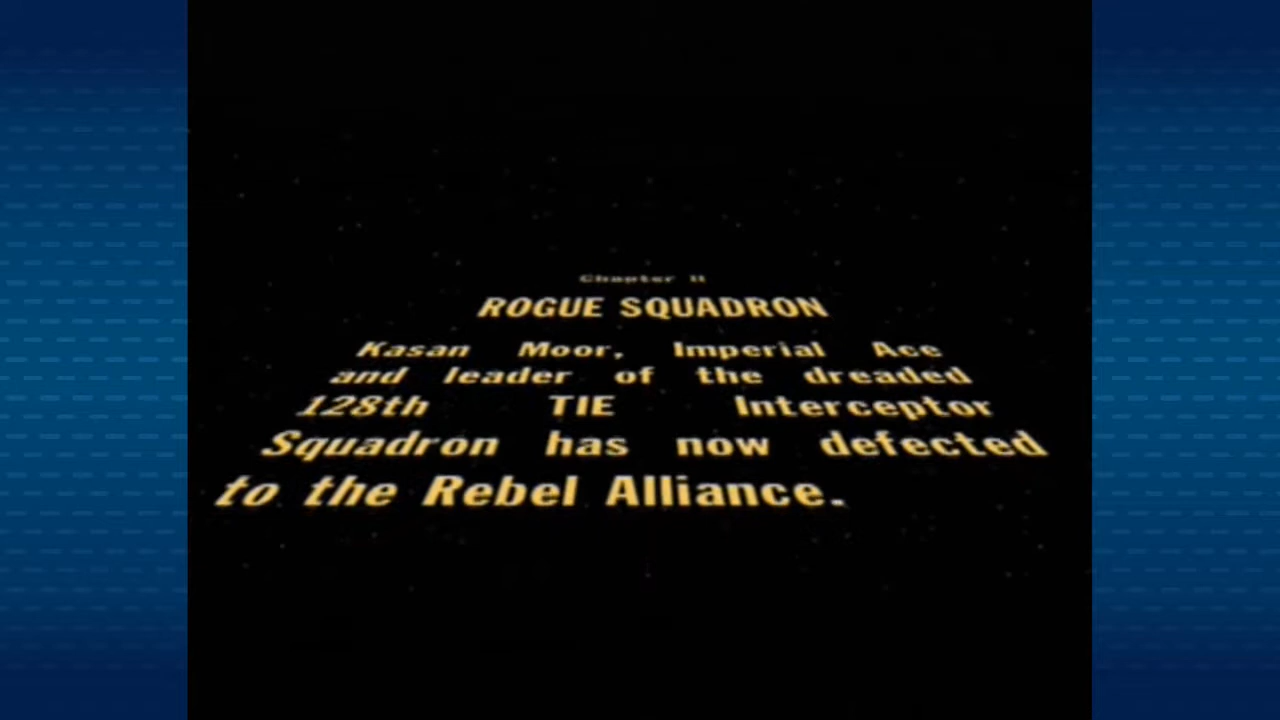 Chapter II
ROGUE SQUADRON
Kasan Moor, Imperial Ace
and leader of the dreaded
128th TIE Interceptor
Squadron has now defected
to the Rebel Alliance.